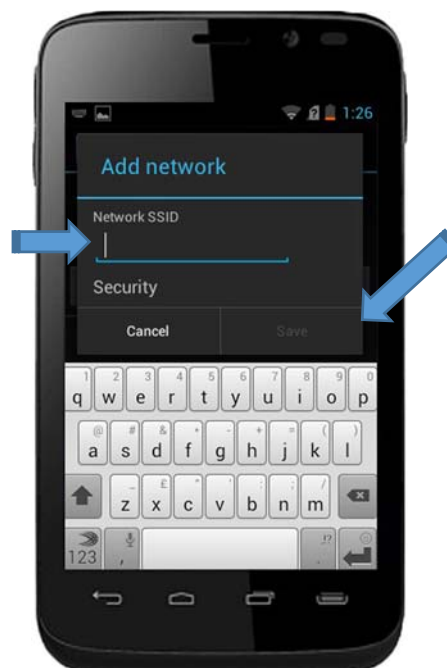 1:26
Add network
Network SSID
Security
Cancel Save
1 2 3 4 5 6 7 8 9 0
q w e r t y u i o p
@ # & * - + = ( )
a s d f g h j k l
z x c v b n m
123 , !? .